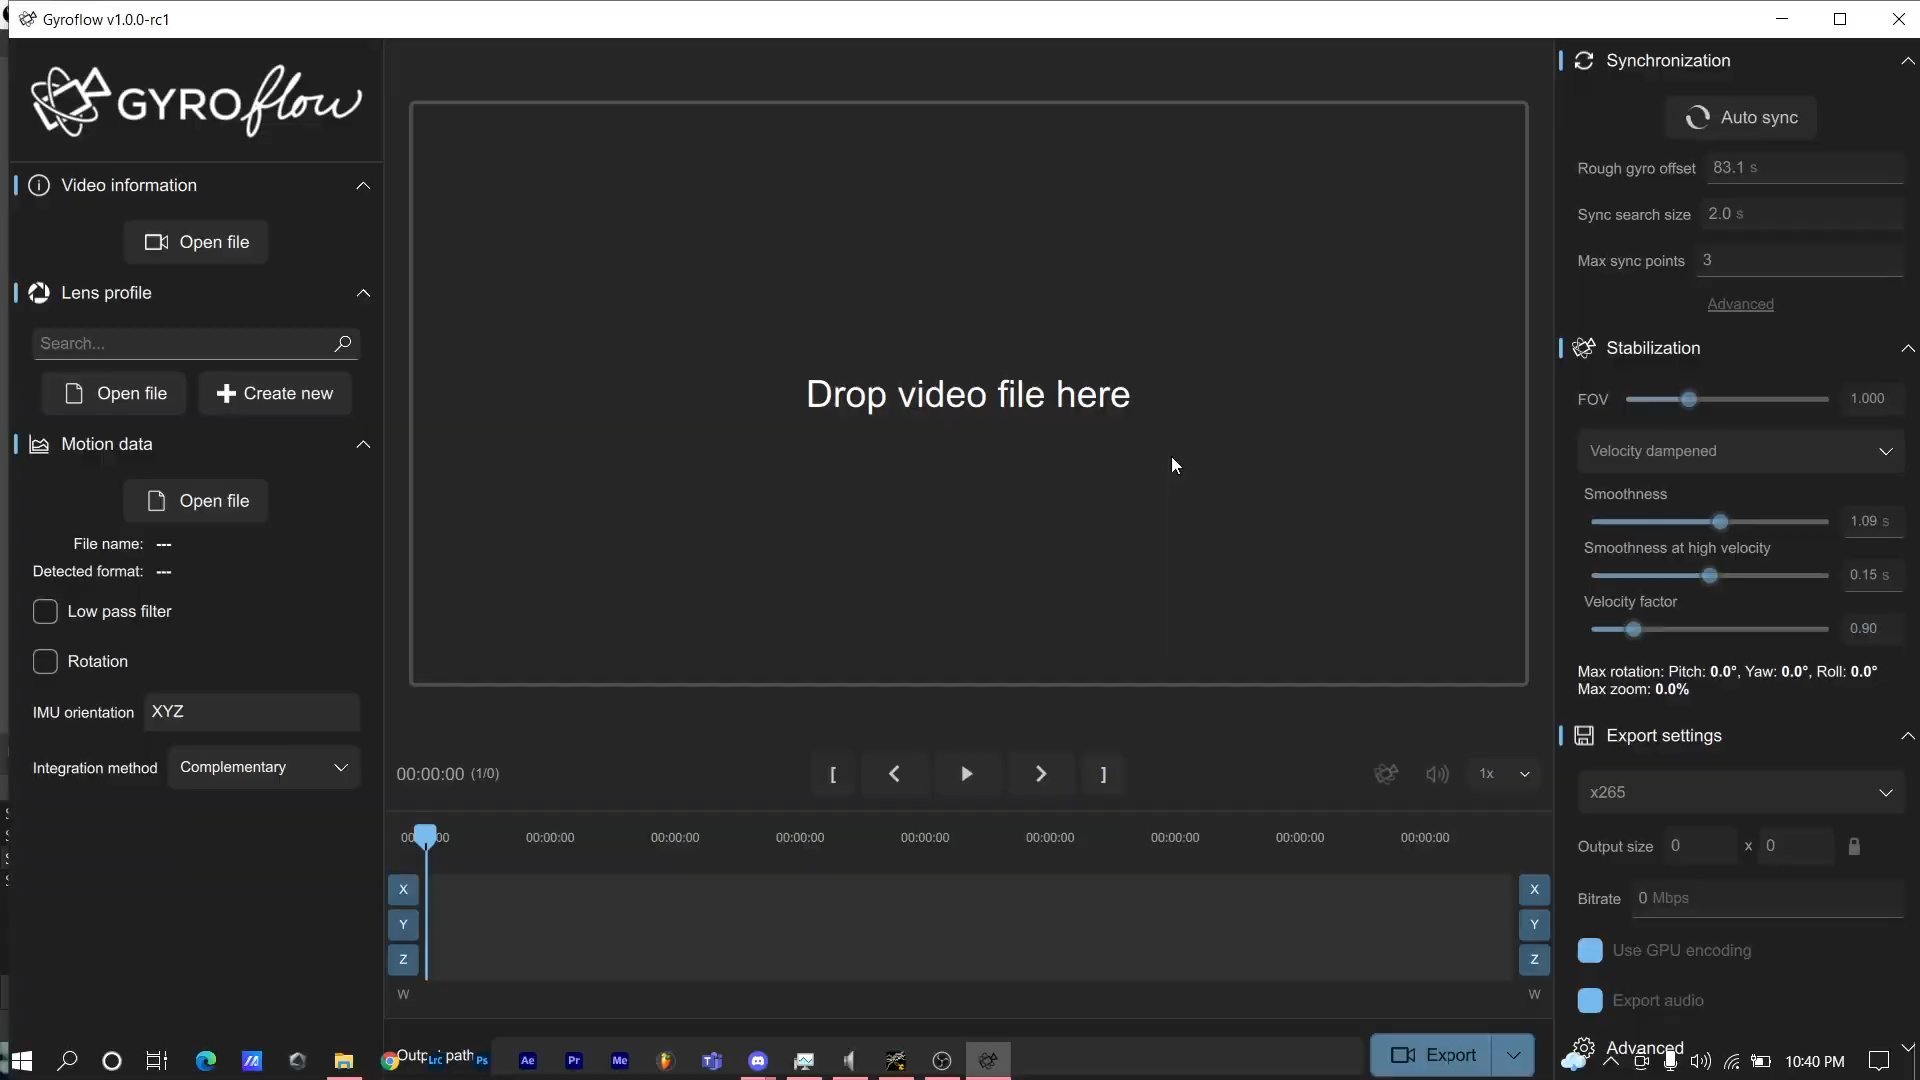 Gyroflow v1.0.0-rc1
GYROflow
Video information
Open file
Lens profile
Search...
Open file
Create new
Motion data
Open file
File name: ---
Detected format: ---
Low pass filter
Rotation
IMU orientation XYZ
Integration method Complementary
Drop video file here
00:00:00 (1/0)
[
]
1x
00:00:00 00:00:00 00:00:00 00:00:00 00:00:00 00:00:00 00:00:00 00:00:00
X
Y
Z
W
X
Y
Z
W
Export
Synchronization
Auto sync
Rough gyro offset 83.1 s
Sync search size 2.0 s
Max sync points 3
Advanced
Stabilization
FOV 1.000
Velocity dampened
Smoothness
1.09 s
Smoothness at high velocity
0.15 s
Velocity factor
0.90
Max rotation: Pitch: 0.0°, Yaw: 0.0°, Roll: 0.0°
Max zoom: 0.0%
Export settings
x265
Output size 0 x 0
Bitrate 0 Mbps
Use GPU encoding
Export audio
Advanced
Lrc Ps Ae Pr Me
10:40 PM